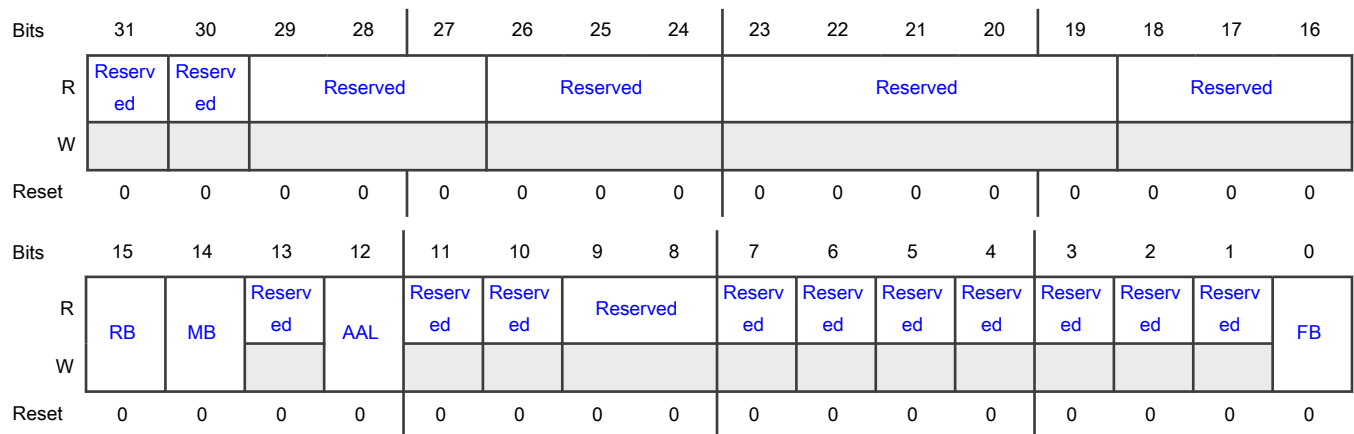 Bits 31 30 29 28 27 26 25 24 23 22 21 20 19 18 17 16
R Reserv Reserv Reserved Reserved Reserved Reserved
ed ed
W
Reset 0 0 0 0 0 0 0 0 0 0 0 0 0 0 0 0
Bits 15 14 13 12 11 10 9 8 7 6 5 4 3 2 1 0
R RB MB Reserv AAL Reserv Reserv Reserved Reserv Reserv Reserv Reserv Reserv Reserv Reserv FB
ed ed ed ed ed ed ed ed ed ed
W
Reset 0 0 0 0 0 0 0 0 0 0 0 0 0 0 0 0